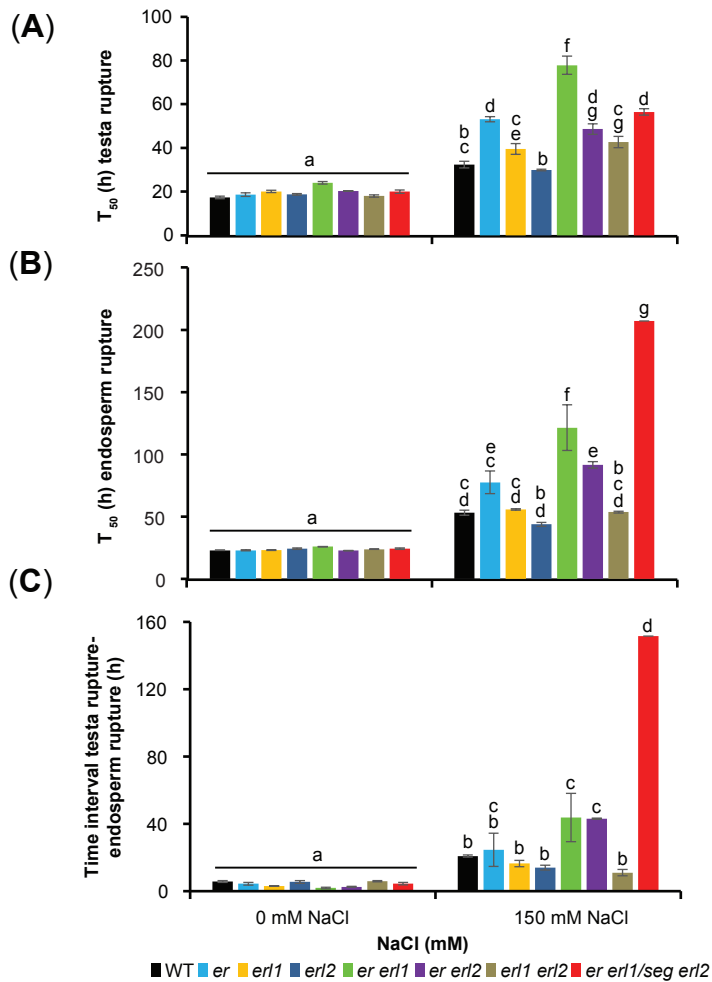 (A)
T50 (h) testa rupture
100
80
60
40
20
0
a
b
c
d
c
e
b
f
d
g
c
g
d
(B)
T50 (h) endosperm rupture
250
200
150
100
50
0
a
c
d
e
c
c
d
b
d
f
e
b
c
d
g
(C)
Time interval testa rupture-
endosperm rupture (h)
160
120
80
40
0
a
b
c
b
b
b
c
c
b
d
0 mM NaCl 150 mM NaCl
NaCl (mM)
WT er erl1 erl2 er erl1 er erl2 erl1 erl2 er erl1/seg erl2